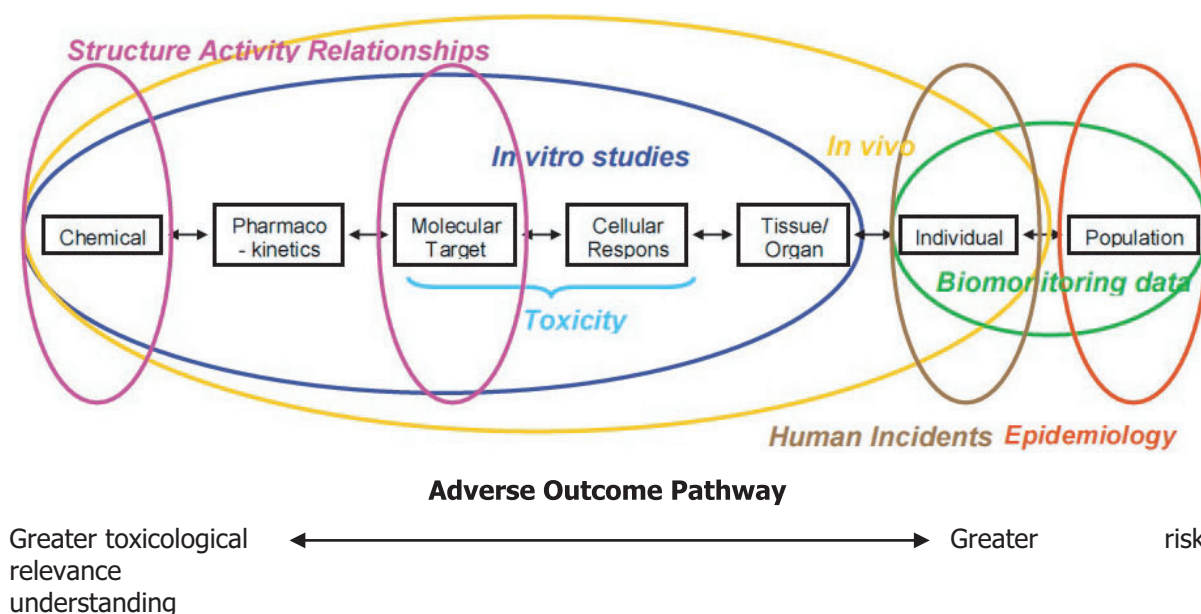 Structure Activity Relationships
In vitro studies
In vivo
Chemical
Pharmaco
- kinetics
Molecular
Target
Cellular
Respons
Tissue/
Organ
Individual
Population
Biomonitoring data
Toxicity
Human Incidents
Epidemiology
Adverse Outcome Pathway
Greater toxicological
relevance
understanding
Greater risk